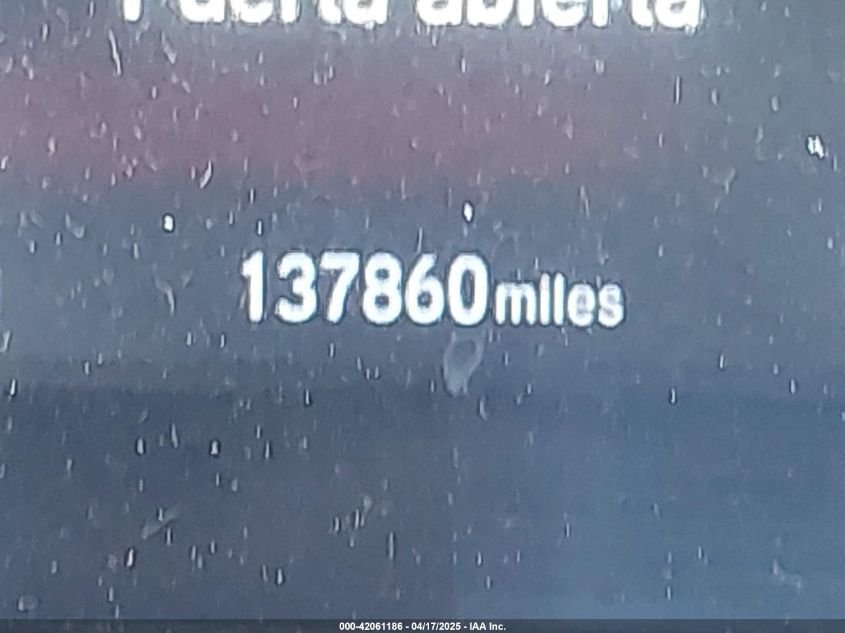 Puerta abierta
137860miles
000-42061186 - 04/17/2025 - IAA Inc.